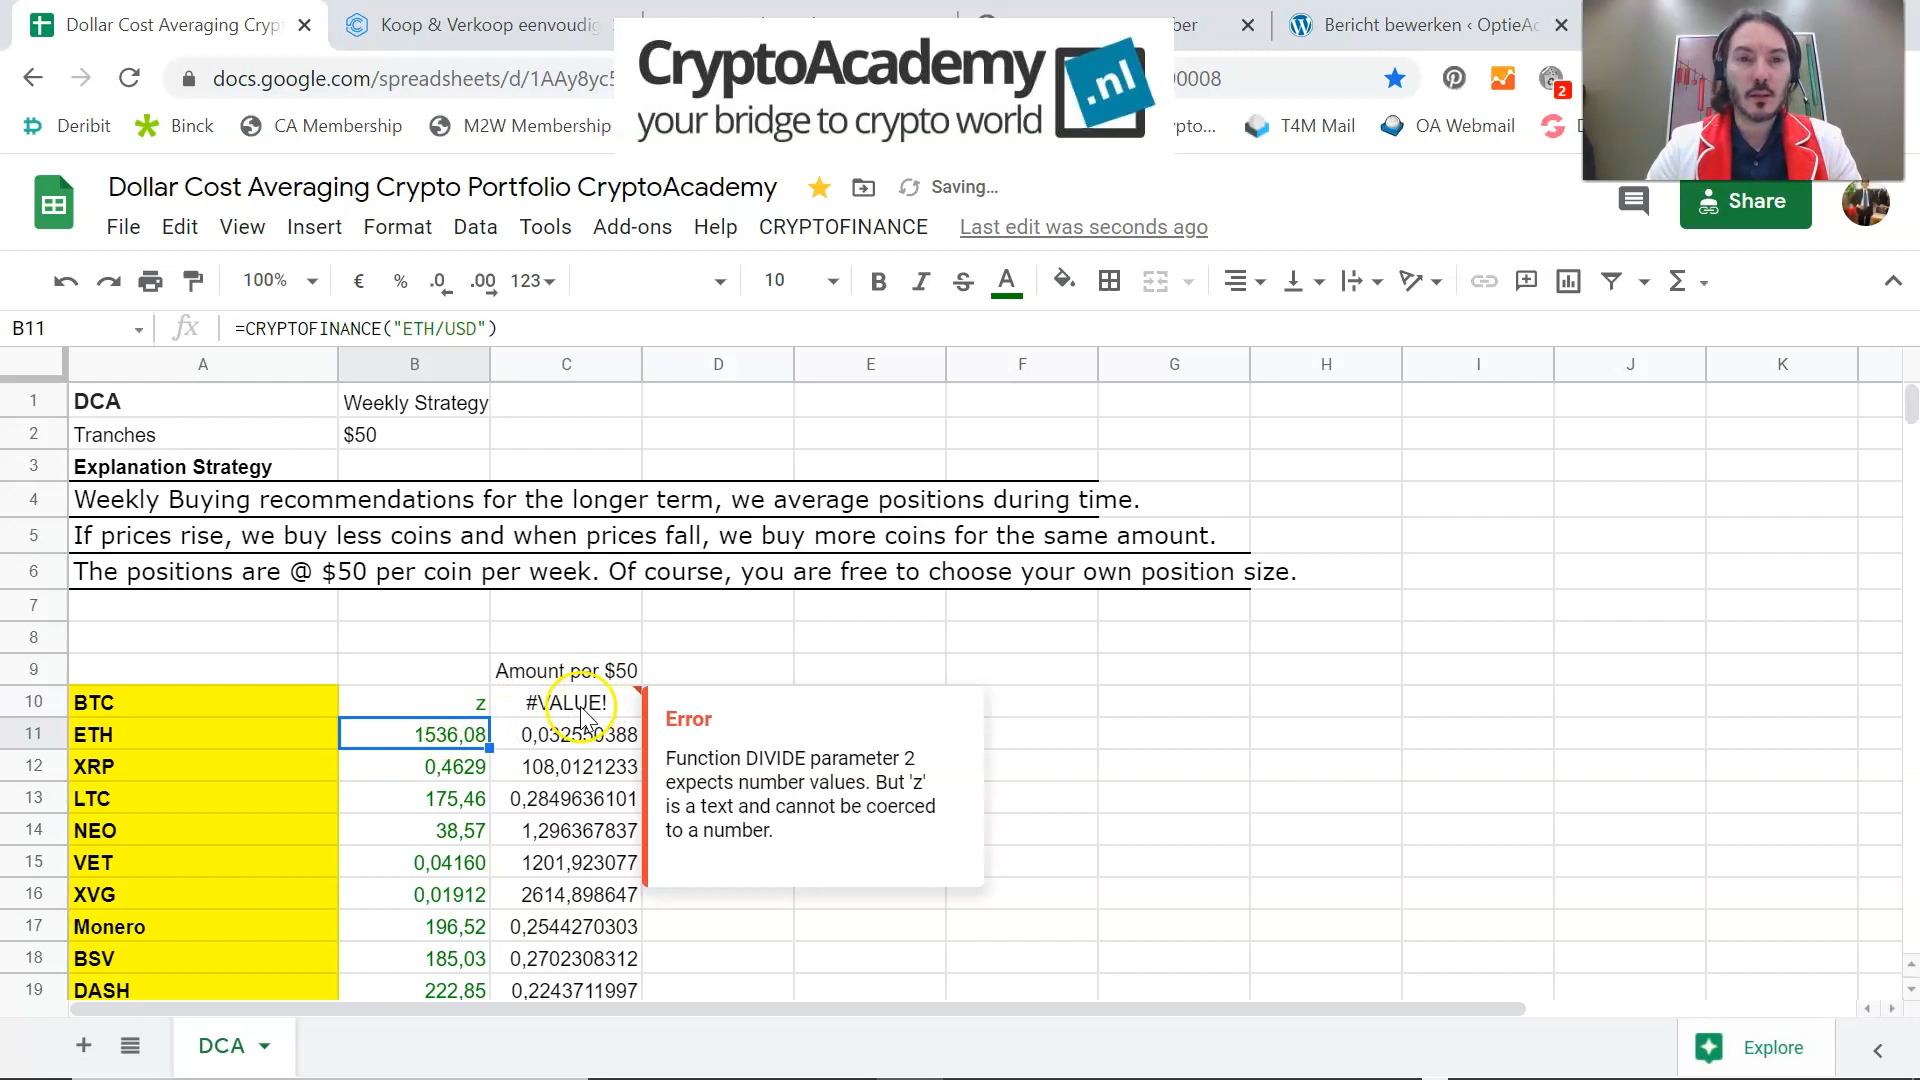 Dollar Cost Averaging Cryp
Koop & Verkoop eenvoudig
ber
Bericht bewerken ‹ OptieAc
CryptoAcademy
.nl
your bridge to crypto world
docs.google.com/spreadsheets/d/1AAy8yc5
0008
2
Deribit
Binck
CA Membership
M2W Membership
pto...
T4M Mail
OA Webmail
Dollar Cost Averaging Crypto Portfolio CryptoAcademy
Saving...
Share
File Edit View Insert Format Data Tools Add-ons Help CRYPTOFINANCE Last edit was seconds ago
100% € % .0 .00 123 10 B I S A Σ
B11 fx =CRYPTOFINANCE("ETH/USD")
A B C D E F G H I J K
1 DCA Weekly Strategy
2 Tranches $50
3 Explanation Strategy
4 Weekly Buying recommendations for the longer term, we average positions during time.
5 If prices rise, we buy less coins and when prices fall, we buy more coins for the same amount.
6 The positions are @ $50 per coin per week. Of course, you are free to choose your own position size.
7
8
9 Amount per $50
10 BTC z #VALUE!
11 ETH 1536,08
12 XRP 0,4629 108,0121233
13 LTC 175,46 0,2849636101
14 NEO 38,57 1,296367837
15 VET 0,04160 1201,923077
16 XVG 0,01912 2614,898647
17 Monero 196,52 0,2544270303
18 BSV 185,03 0,2702308312
19 DASH 222,85 0,2243711997
Error
Function DIVIDE parameter 2
expects number values. But 'z'
is a text and cannot be coerced
to a number.
DCA
Explore